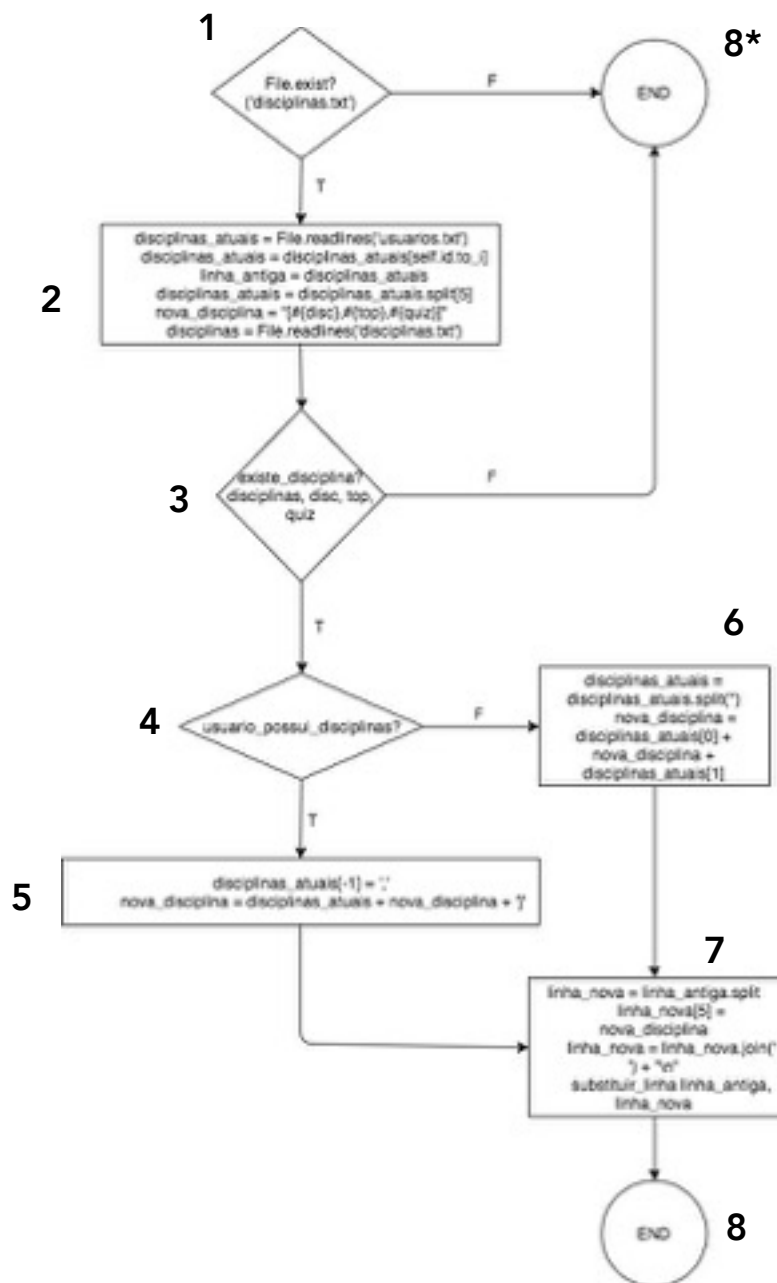 1
8*
File.exist?
('disciplinas.txt')
F
END
T
2
disciplinas_atuais = File.readlines('usuarios.txt')
disciplinas_atuais = disciplinas_atuais[self.id.to_i]
linha_antiga = disciplinas_atuais
disciplinas_atuais = disciplinas_atuais.split[5]
nova_disciplina = "[#{disc},#{top},#{quiz}]"
disciplinas = File.readlines('disciplinas.txt')
3
existe_disciplina?
disciplinas, disc, top,
quiz
F
T
6
4
usuario_possui_disciplinas?
F
disciplinas_atuais =
disciplinas_atuais.split('')
nova_disciplina =
disciplinas_atuais[0] +
nova_disciplina +
disciplinas_atuais[1]
T
5
disciplinas_atuais[-1] = ','
nova_disciplina = disciplinas_atuais + nova_disciplina + ']'
7
linha_nova = linha_antiga.split
linha_nova[5] =
nova_disciplina
linha_nova = linha_nova.join('
') + "\n"
substituir_linha linha_antiga,
linha_nova
END
8